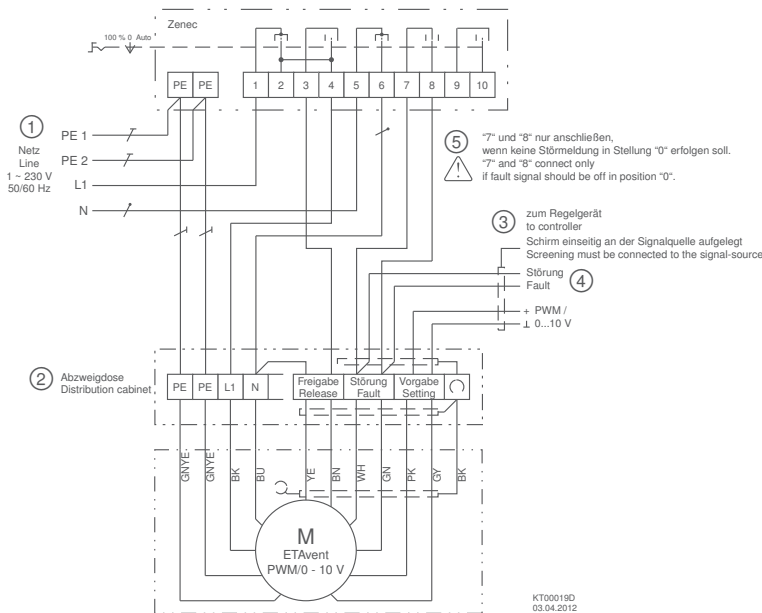 Zenec
100 % 0 Auto
PE PE 1 2 3 4 5 6 7 8 9 10
1
Netz
Line
1 ~ 230 V
50/60 Hz
PE 1
PE 2
L1
N
5
"7" und "8" nur anschließen,
wenn keine Störmeldung in Stellung "0" erfolgen soll.
"7" and "8" connect only
if fault signal should be off in position "0".
3
zum Regelgerät
to controller
Schirm einseitig an der Signalquelle aufgelegt
Screening must be connected to the signal-source
Störung
Fault
4
+ PWM /
⊥ 0...10 V
2
Abzweigdose
Distribution cabinet
PE PE L1 N
Freigabe
Release
Störung
Fault
Vorgabe
Setting
GNYE GNYE BK BU YE BN WH GN PK GY BK
M
ETAvent
PWM/0 - 10 V
KT00019D
03.04.2012